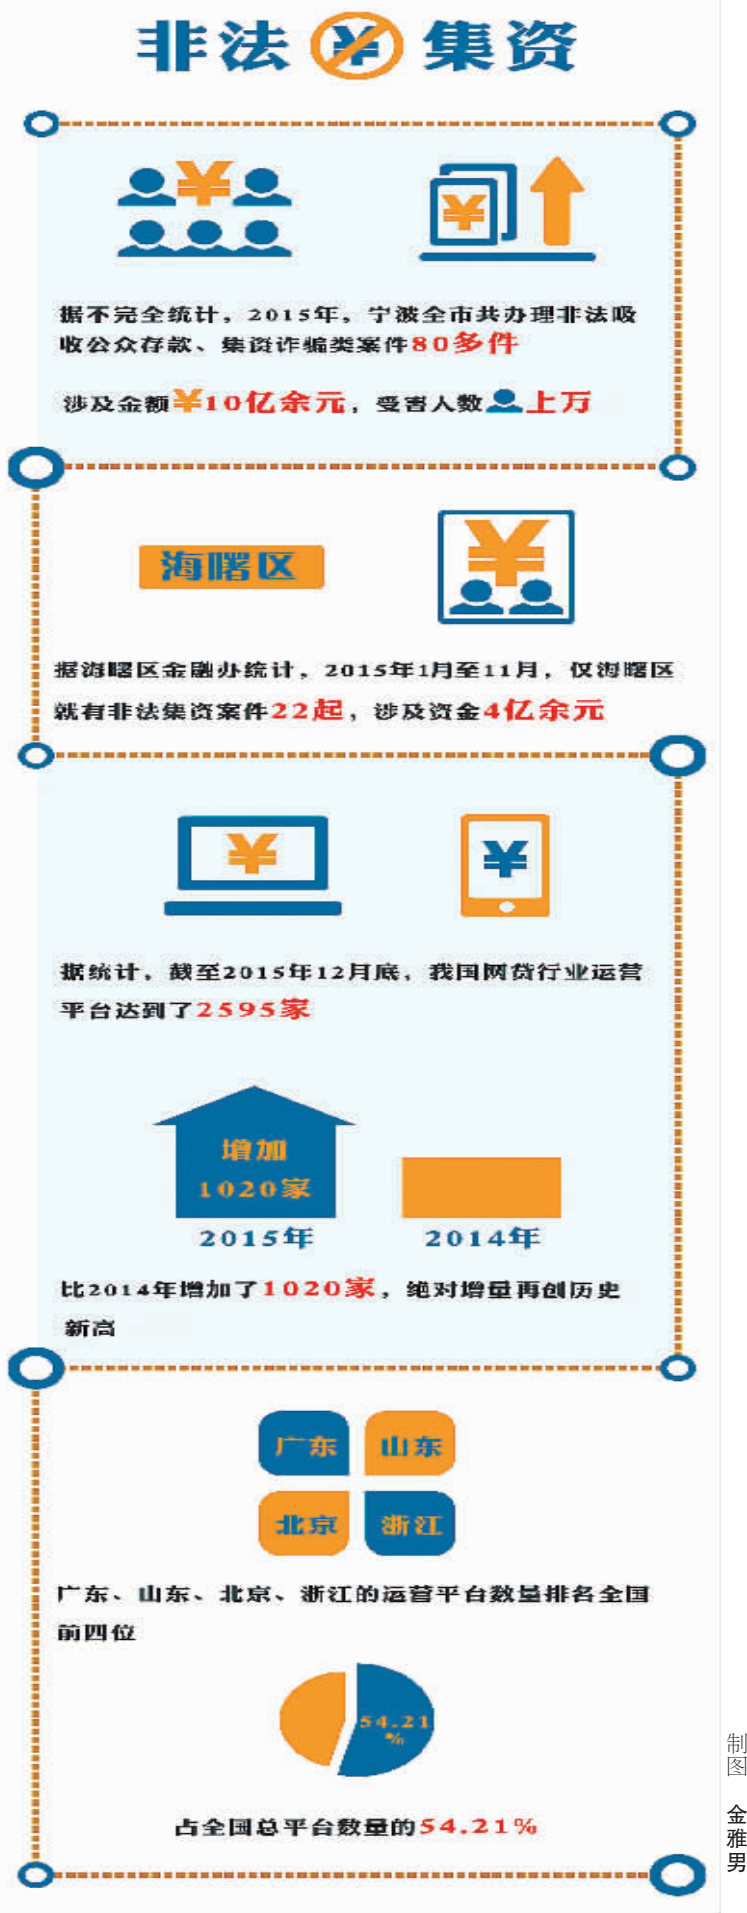 非法 ¥ 集资
据不完全统计，2015年，宁波全市共办理非法吸
收公众存款、集资诈骗类案件80多件
涉及金额¥10亿余元，受害人数上万
海曙区
据海曙区金融办统计，2015年1月至11月，仅海曙区
就有非法集资案件22起，涉及资金4亿余元
据统计，截至2015年12月底，我国网贷行业运营
平台达到了2595家
增加
1020家
2015年
2014年
比2014年增加了1020家，绝对增量再创历史
新高
广东
山东
北京
浙江
广东、山东、北京、浙江的运营平台数量排名全国
前四位
54.21
%
占全国总平台数量的54.21%
制图 金雅男